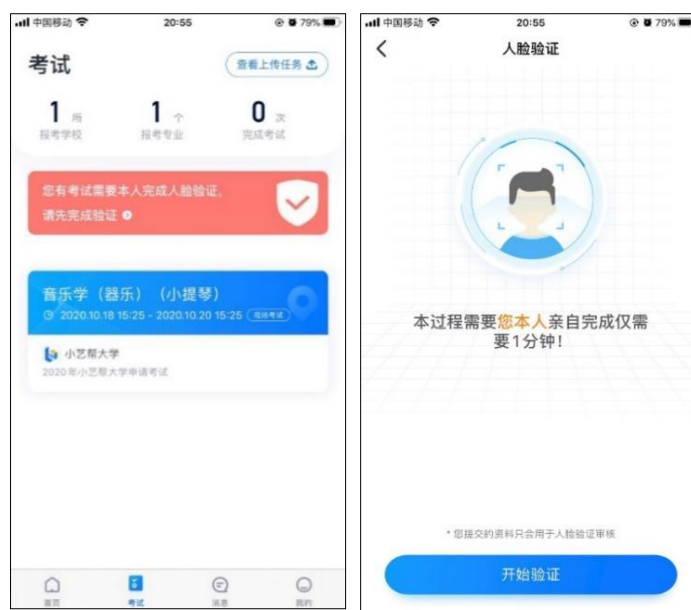 中国移动
20:55
79%
考试
查看上传任务
1 所
1 个
0 次
报考学校
报考专业
完成考试
您有考试需要本人完成人脸验证,
请先完成验证
音乐学(器乐)(小提琴)
2020.10.18 15:25 - 2020.10.20 15:25
小艺帮大学
2020年小艺帮大学申请考试
首页
考试
消息
我的
中国移动
20:55
79%
人脸验证
本过程需要您本人亲自完成仅需
要1分钟!
* 您提交的资料只会用于人脸验证审核
开始验证